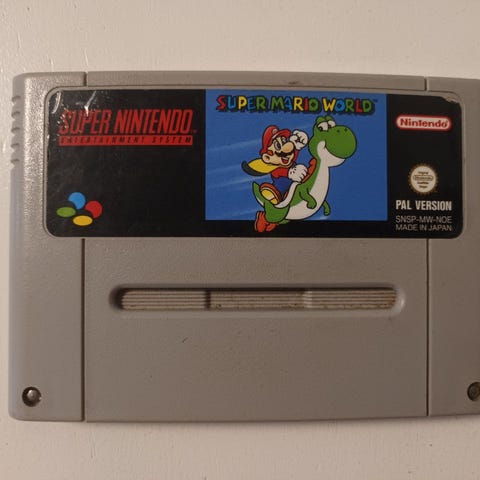 SUPER NINTENDO
ENTERTAINMENT SYSTEM
SUPER MARIO WORLD
Nintendo
PAL VERSION
SNSP-MW-NOE
MADE IN JAPAN